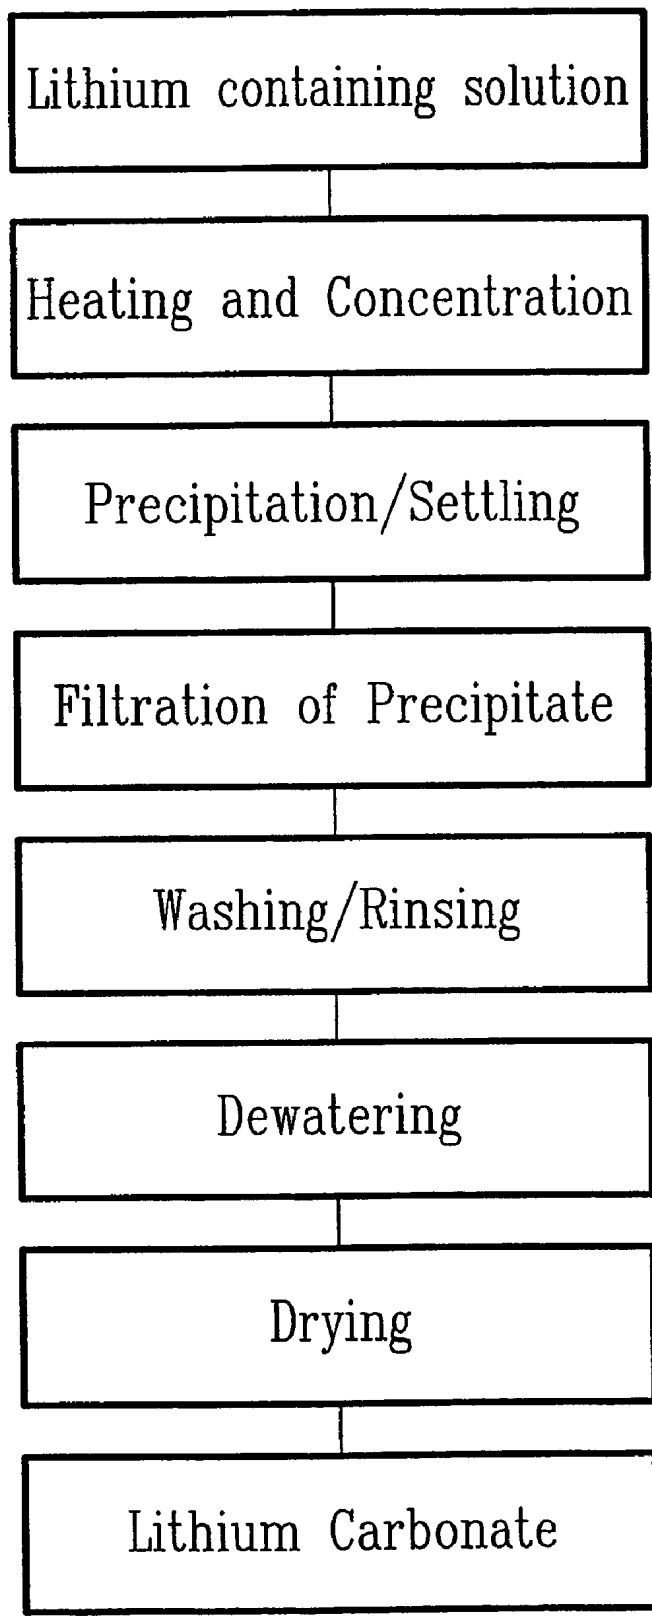 Lithium containing solution
Heating and Concentration
Precipitation/Settling
Filtration of Precipitate
Washing/Rinsing
Dewatering
Drying
Lithium Carbonate